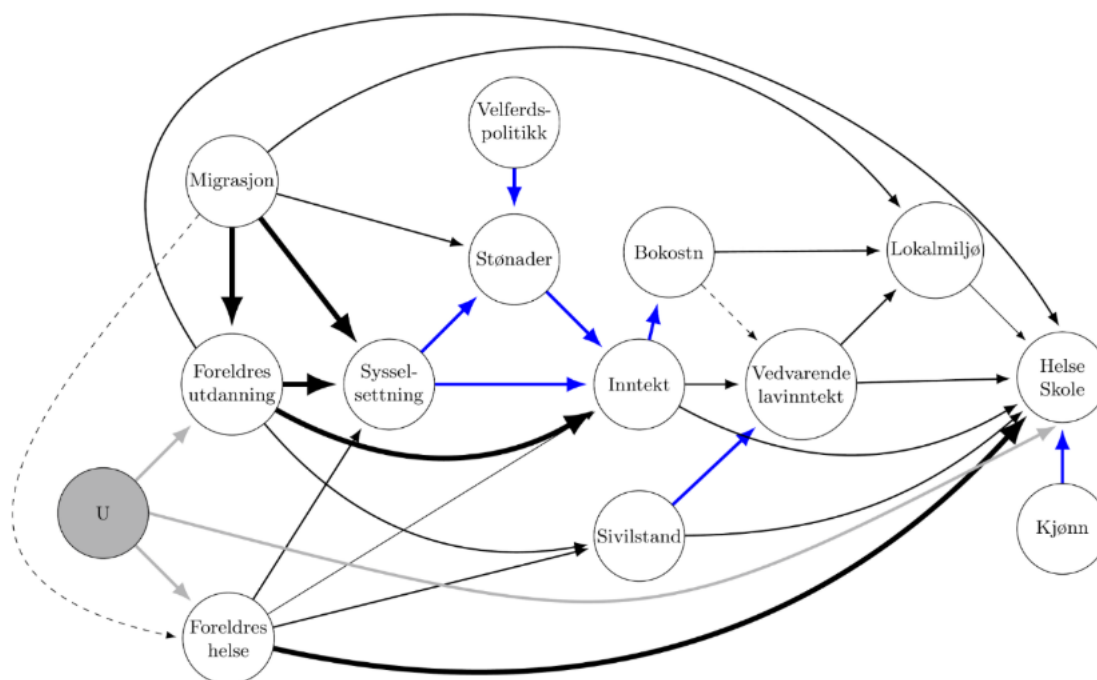 Velferds-
politikk
Migrasjon
Stønader
Bokostn
Lokalmiljø
Foreldres
utdanning
Syssel-
settning
Inntekt
Vedvarende
lavinntekt
Helse
Skole
U
Sivilstand
Kjønn
Foreldres
helse